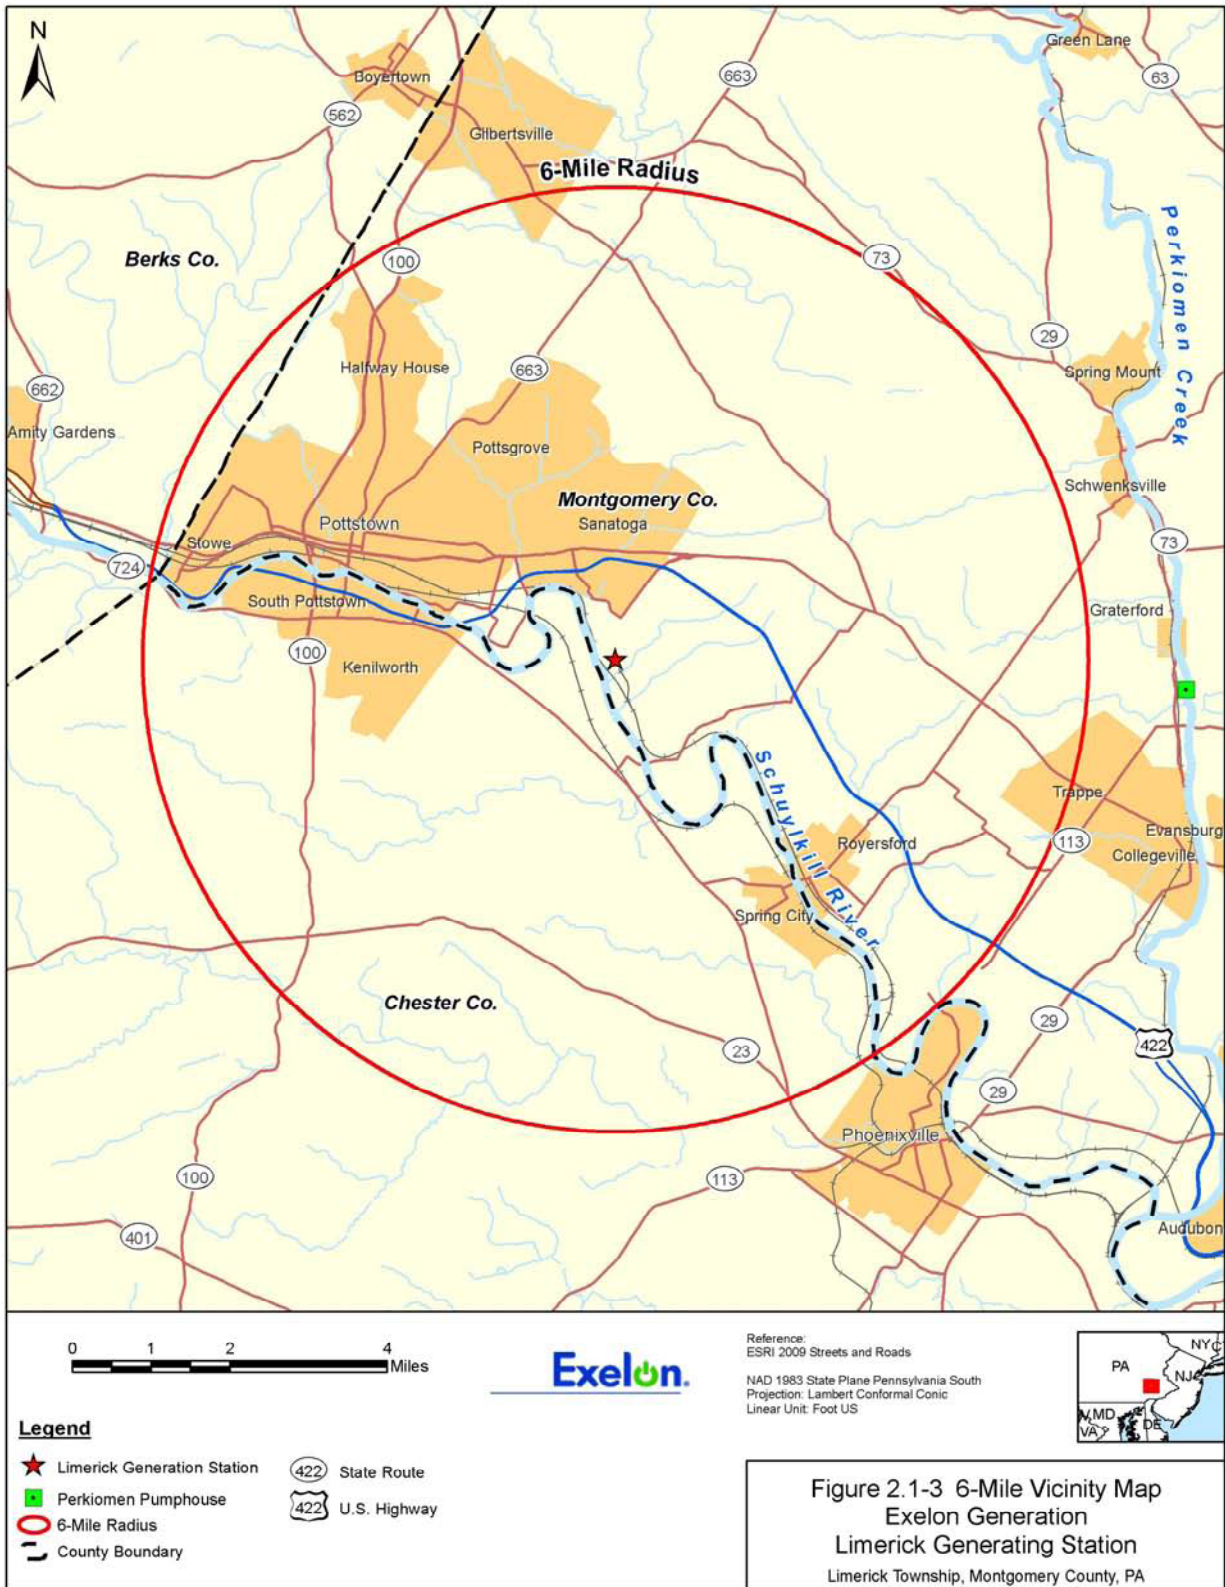 N
Green Lane
Boyertown
663
63
562
Gilbertsville
6-Mile Radius
Perkiomen Creek
Berks Co.
100
73
29
Halfway House
663
Spring Mount
662
Amity Gardens
Pottsgrove
Schwenksville
Montgomery Co.
Pottstown
Sanatoga
Stowe
73
724
South Pottstown
Graterford
100
Kenilworth
Schuylkill River
Trappe
Evansburg
Royersford
113
Collegeville
Spring City
Chester Co.
29
23
422
29
Phoenixville
100
113
401
Audubon
0 1 2 4
Miles
Exelon.
Reference:
ESRI 2009 Streets and Roads
NAD 1983 State Plane Pennsylvania South
Projection: Lambert Conformal Conic
Linear Unit: Foot US
NY
PA
NJ
MD
DE
VA
Legend
Limerick Generation Station
422 State Route
Perkiomen Pumphouse
422 U.S. Highway
6-Mile Radius
County Boundary
Figure 2.1-3 6-Mile Vicinity Map
Exelon Generation
Limerick Generating Station
Limerick Township, Montgomery County, PA